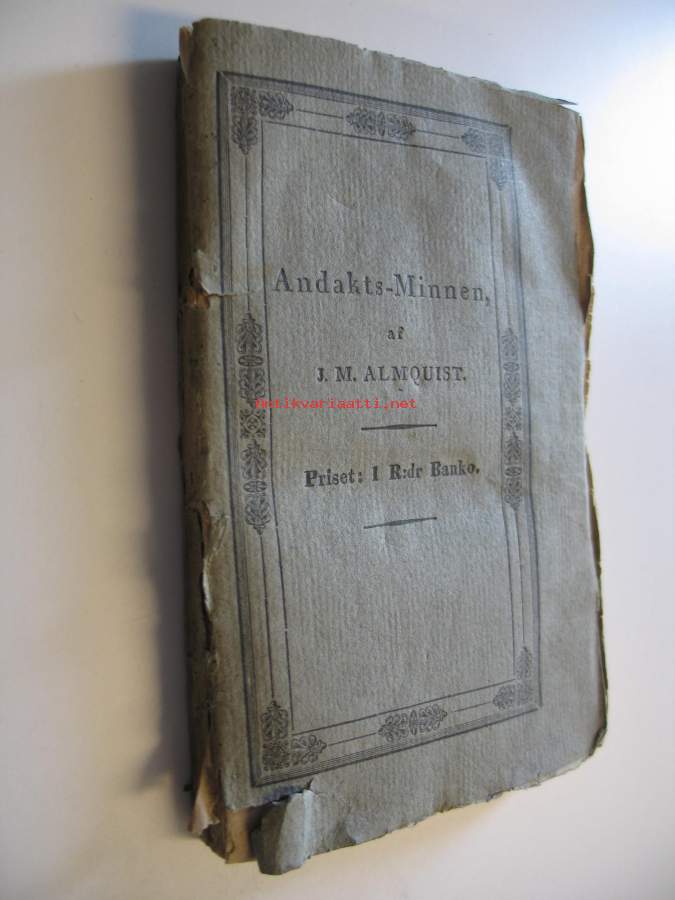 Andakts-Minnen,
af
J. M. ALMQUIST.
antikvariaatti.net
Priset: 1 R:dr Banko.